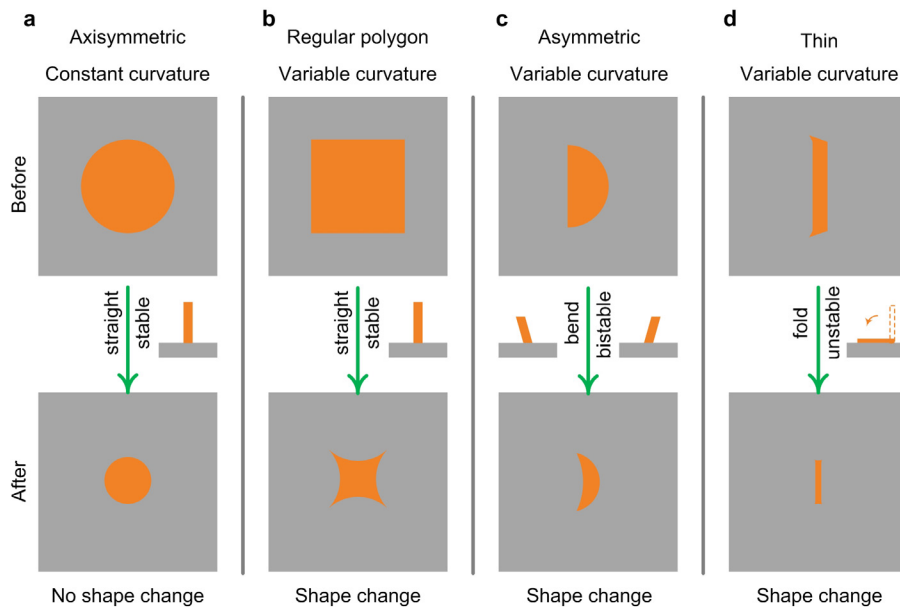 a
Axisymmetric
Constant curvature
b
Regular polygon
Variable curvature
c
Asymmetric
Variable curvature
d
Thin
Variable curvature
Before
straight
stable
straight
stable
bend
bistable
fold
unstable
After
No shape change
Shape change
Shape change
Shape change